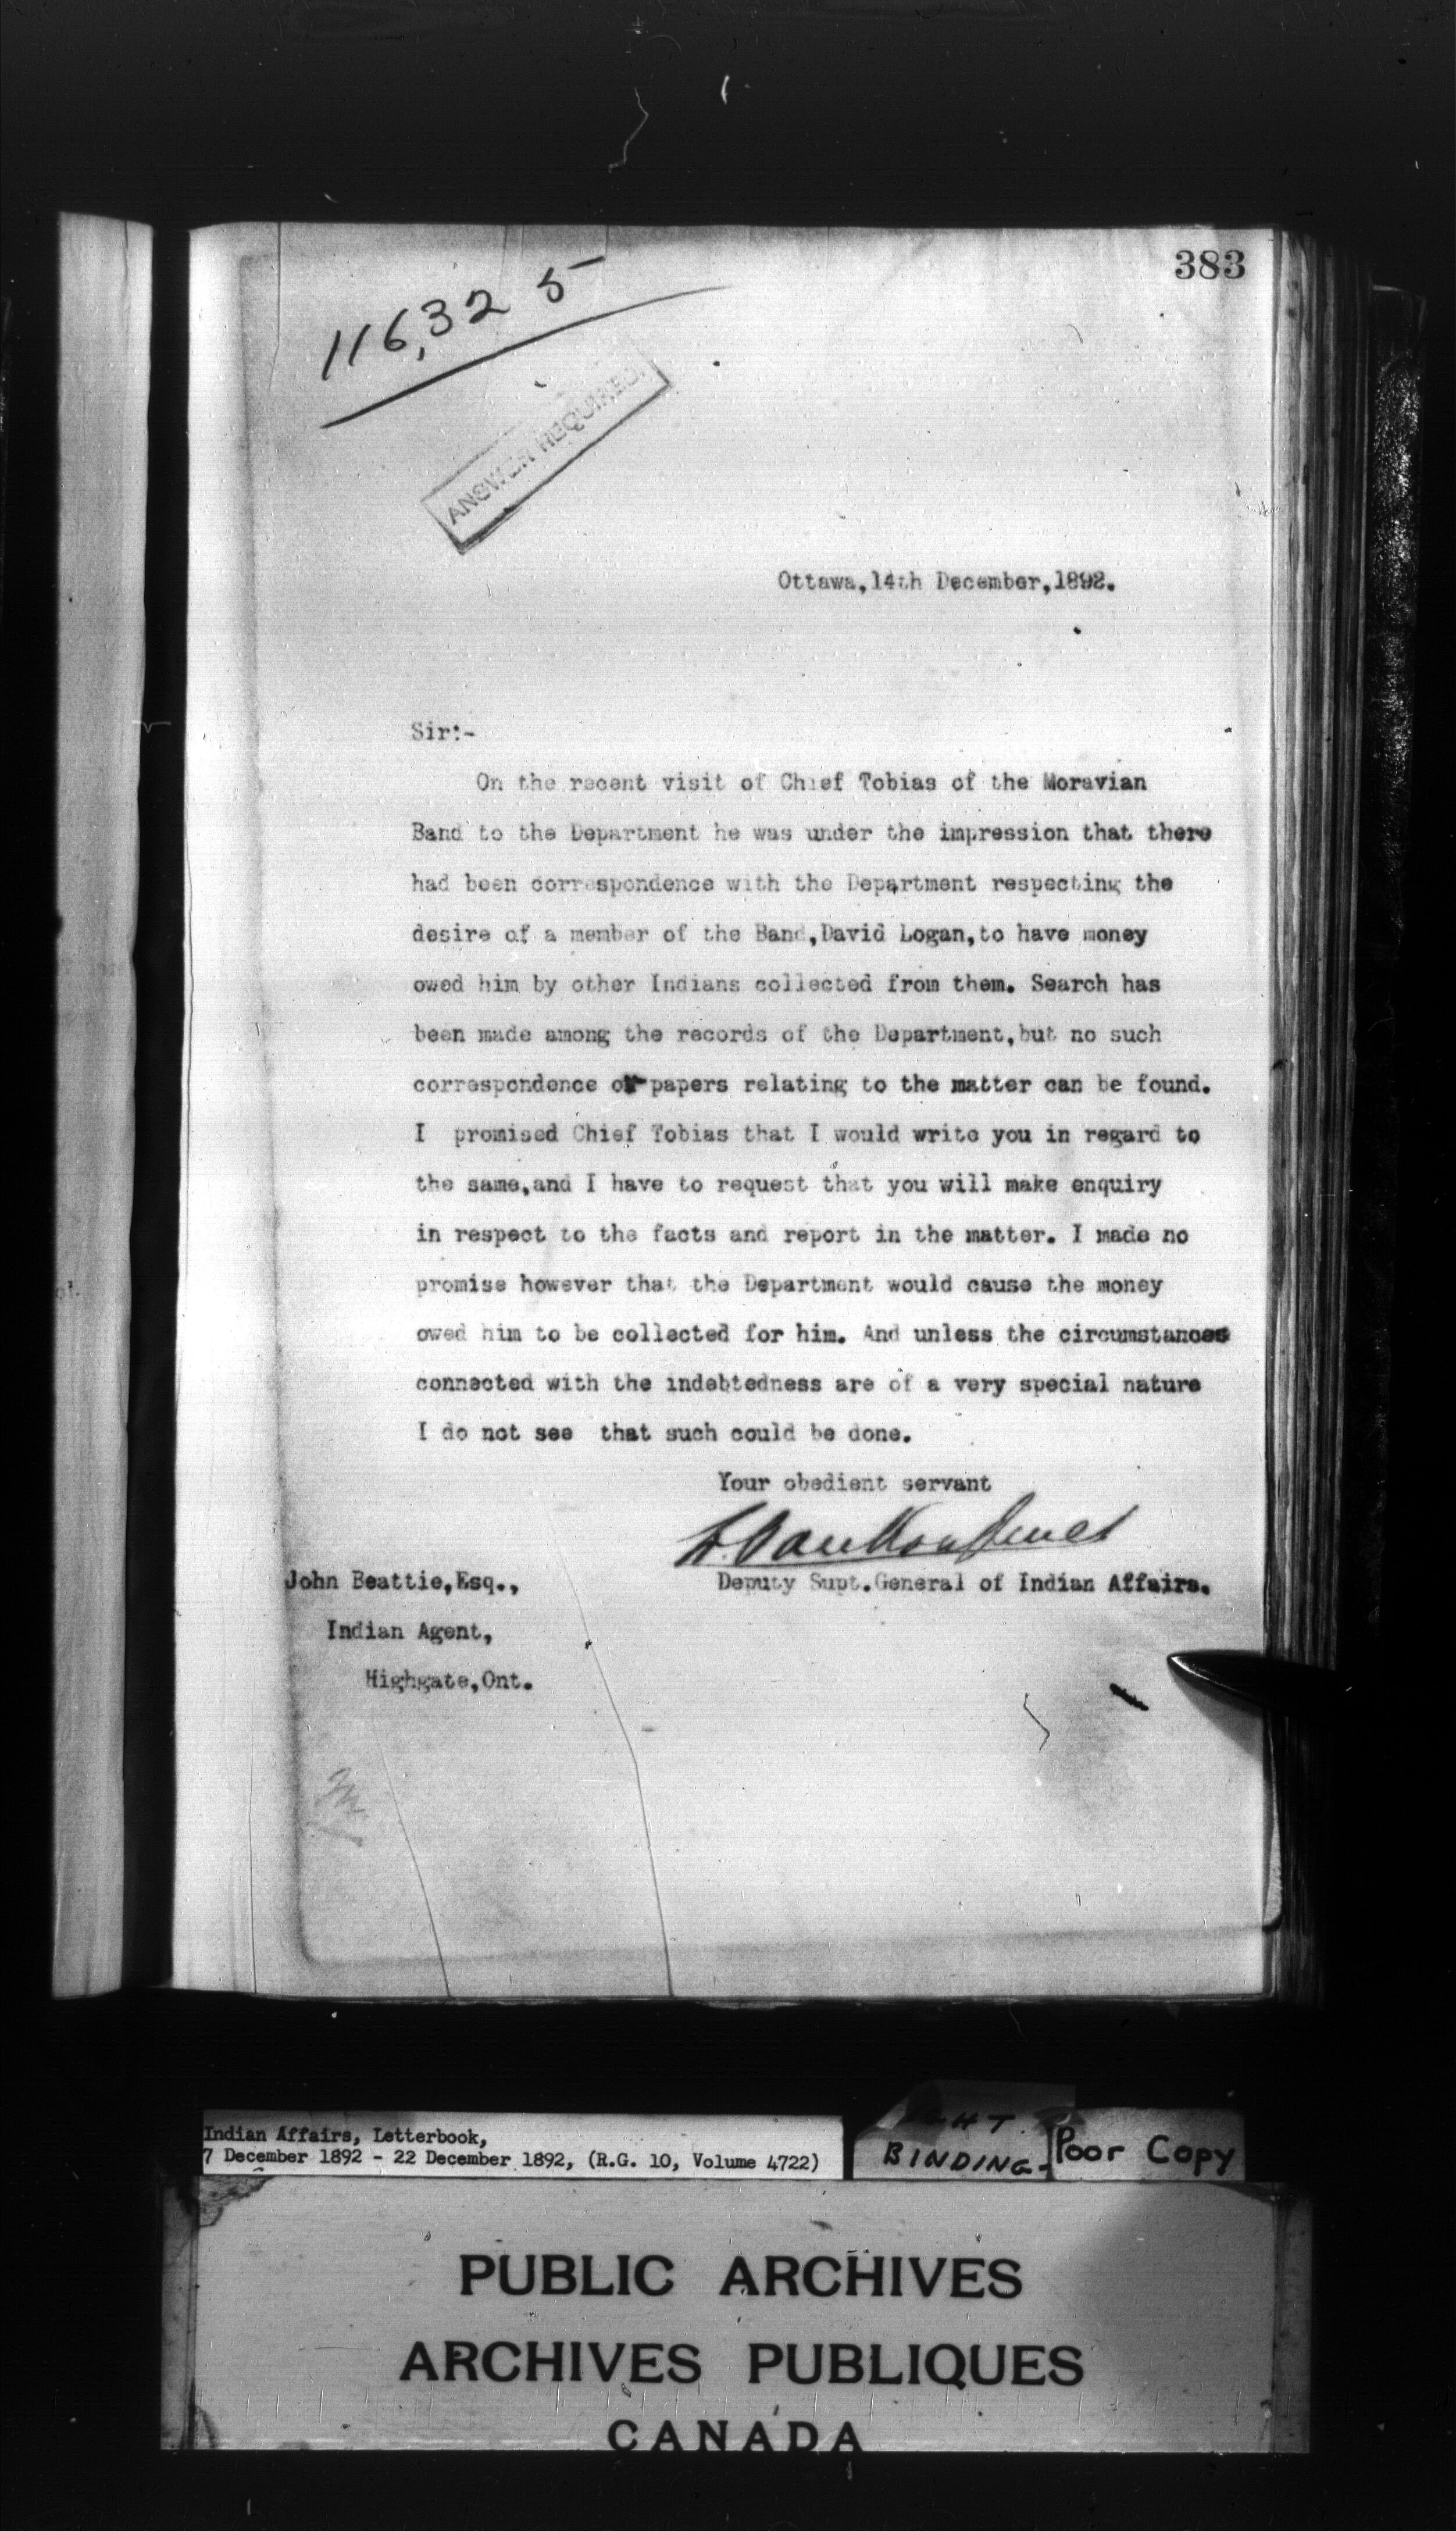 383
116,325
ANSWER REQUIRED.
Ottawa,14th December,1892.
Sir:-
On the recent visit of Chief Tobias of the Moravian
Band to the Department he was under the impression that there
had been correspondence with the Department respecting the
desire of a member of the Band,David Logan,to have money
owed him by other Indians collected from them. Search has
been made among the records of the Department,but no such
correspondence or papers relating to the matter can be found.
I promised Chief Tobias that I would write you in regard to
the same,and I have to request that you will make enquiry
in respect to the facts and report in the matter. I made no
promise however that the Department would cause the money
owed him to be collected for him. And unless the circumstances
connected with the indebtedness are of a very special nature
I do not see that such could be done.
Your obedient servant
L. VanKoughnet
Deputy Supt.General of Indian Affairs.
John Beattie,Esq.,
Indian Agent,
Highgate,Ont.
Indian Affairs, Letterbook,
7 December 1892 - 22 December 1892, (R.G. 10, Volume 4722)
BINDING-
Poor Copy
PUBLIC ARCHIVES
ARCHIVES PUBLIQUES
CANADA